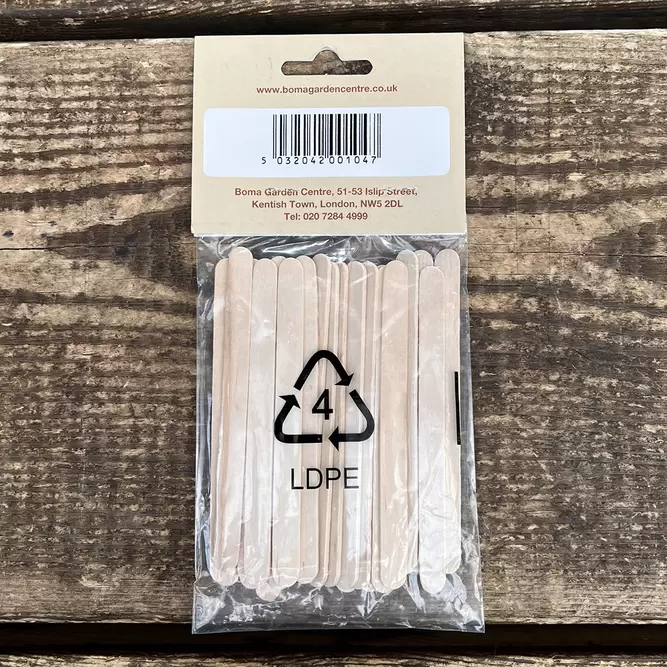 www.bomagardencentre.co.uk
5 032042 001047
Boma Garden Centre, 51-53 Islip Street,
Kentish Town, London, NW5 2DL
Tel: 020 7284 4999
4
LDPE